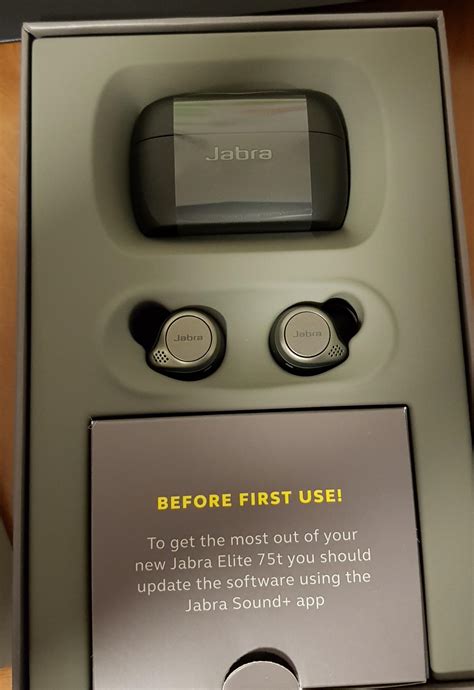 Jabra
Jabra
Jabra
BEFORE FIRST USE!
To get the most out of your
new Jabra Elite 75t you should
update the software using the
Jabra Sound+ app